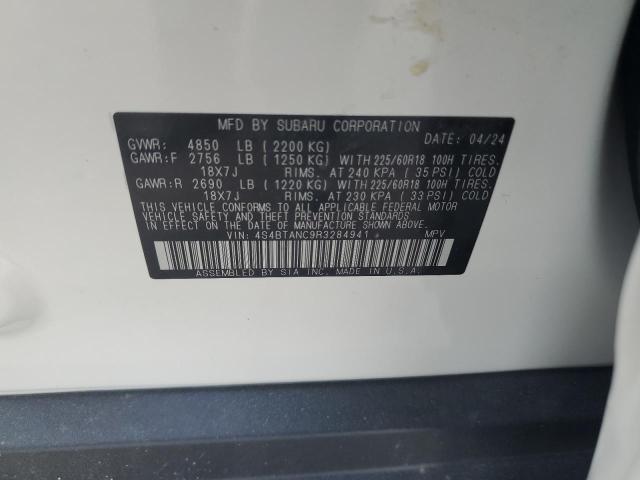 MFD BY SUBARU CORPORATION
DATE: 04/24
GVWR: 4850 LB (2200 KG)
GAWR:F 2756 LB (1250 KG) WITH 225/60R18 100H TIRES.
18X7J RIMS. AT 240 KPA (35 PSI) COLD
GAWR:R 2690 LB (1220 KG) WITH 225/60R18 100H TIRES.
18X7J RIMS. AT 230 KPA (33 PSI) COLD
THIS VEHICLE CONFORMS TO ALL APPLICABLE FEDERAL MOTOR
VEHICLE SAFETY AND THEFT PREVENTION STANDARDS
IN EFFECT ON THE DATE OF MANUFACTURE SHOWN ABOVE.
VIN: 4S4BTANC9R3284941 MPV
ASSEMBLED BY SIA INC. MADE IN U.S.A.